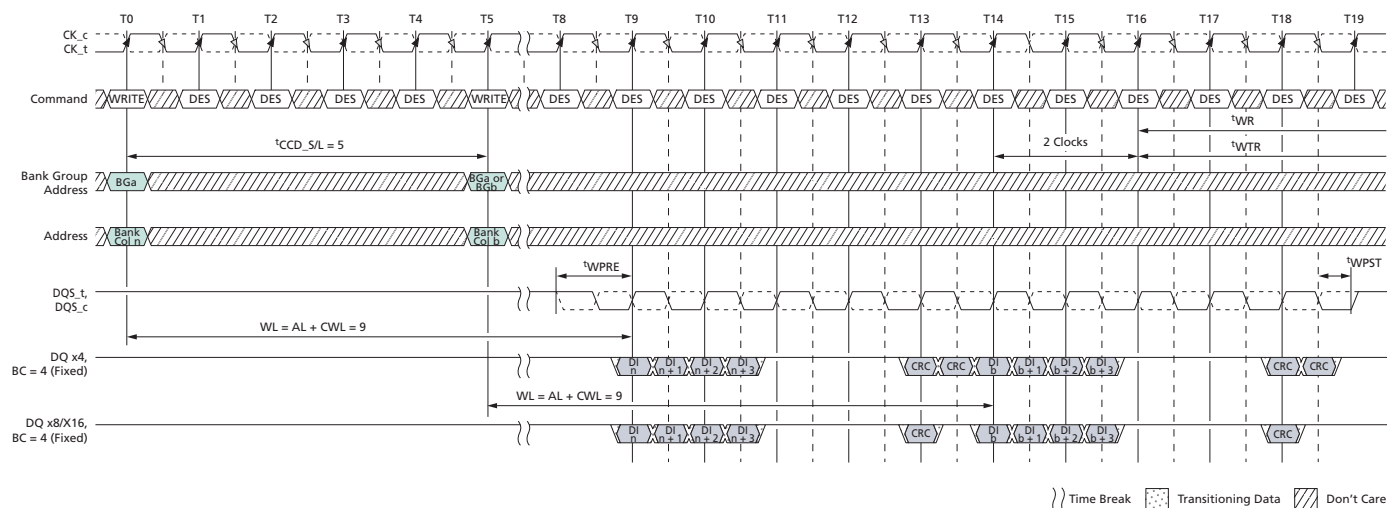 T0 T1 T2 T3 T4 T5 T8 T9 T10 T11 T12 T13 T14 T15 T16 T17 T18 T19
CK_c
CK_t
Command WRITE DES DES DES DES WRITE DES DES DES DES DES DES DES DES DES DES DES DES
tWR
tCCD_S/L = 5 2 Clocks tWTR
Bank Group
Address
BGa BGa or
BGb
Address
Bank
Col n
Bank
Col b
tWPRE tWPST
DQS_t,
DQS_c
WL = AL + CWL = 9
DQ x4,
BC = 4 (Fixed)
DI
n
DI
n + 1
DI
n + 2
DI
n + 3
CRC CRC
DI
b
DI
b + 1
DI
b + 2
DI
b + 3
CRC CRC
WL = AL + CWL = 9
DQ x8/X16,
BC = 4 (Fixed)
DI
n
DI
n + 1
DI
n + 2
DI
n + 3
CRC
DI
b
DI
b + 1
DI
b + 2
DI
b + 3
CRC
Time Break Transitioning Data Don't Care